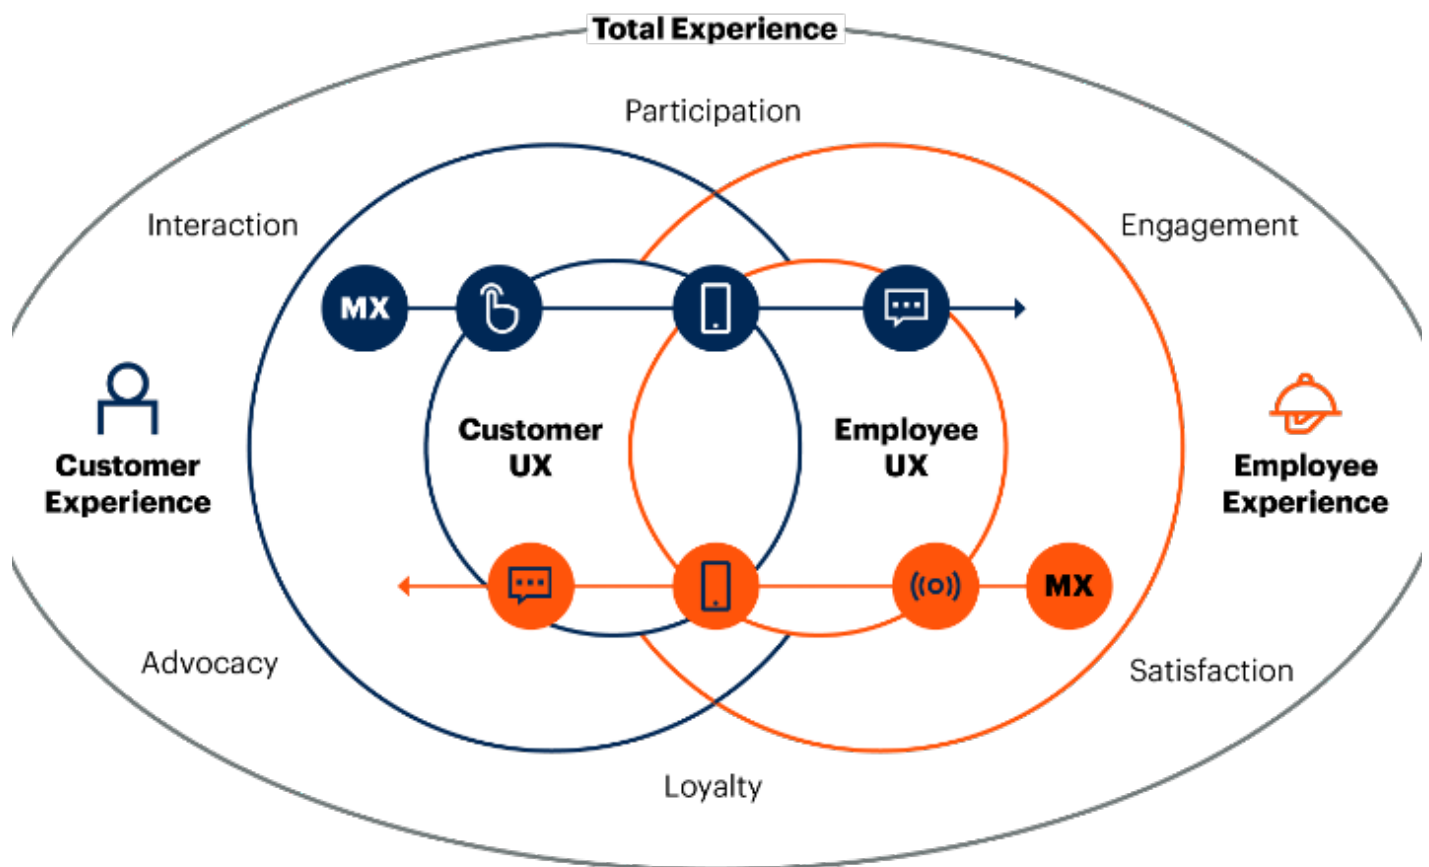 Total Experience
Participation
Interaction
Engagement
MX
Customer
UX
Employee
UX
Customer
Experience
Employee
Experience
MX
Advocacy
Satisfaction
Loyalty